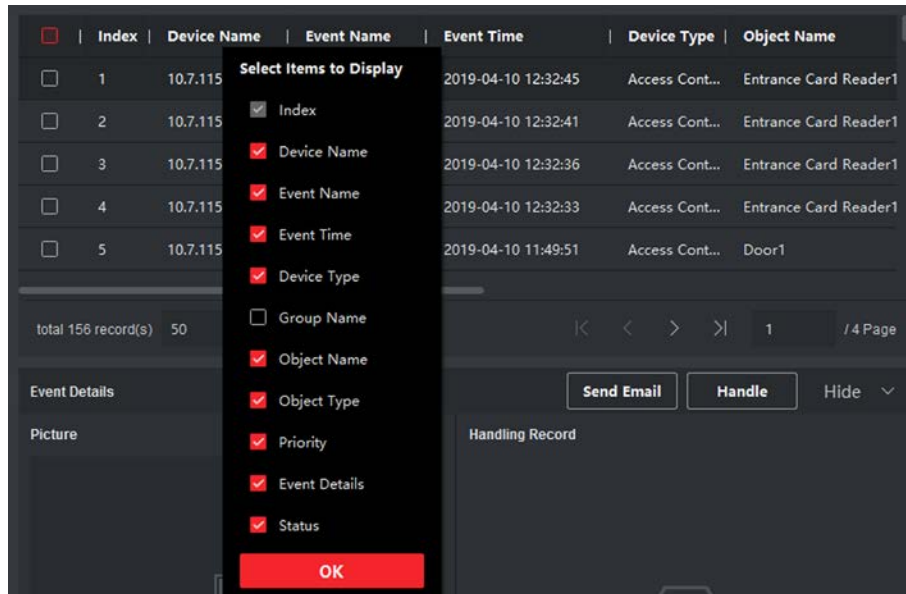 Index | Device Name | Event Name | Event Time | Device Type | Object Name
Select Items to Display
1 10.7.115 2019-04-10 12:32:45 Access Cont... Entrance Card Reader1
Index
2 10.7.115 2019-04-10 12:32:41 Access Cont... Entrance Card Reader1
Device Name
3 10.7.115 2019-04-10 12:32:36 Access Cont... Entrance Card Reader1
Event Name
4 10.7.115 2019-04-10 12:32:33 Access Cont... Entrance Card Reader1
Event Time
5 10.7.115 2019-04-10 11:49:51 Access Cont... Door1
Device Type
Group Name
total 156 record(s) 50 1 / 4 Page
Object Name
Event Details Send Email Handle Hide
Object Type
Picture Handling Record
Priority
Event Details
Status
OK